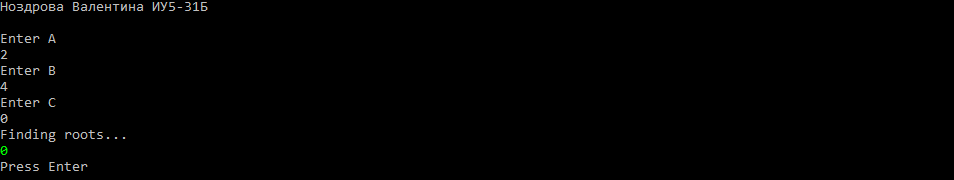 Ноздрова Валентина ИУ5-31Б
Enter A
2
Enter B
4
Enter C
0
Finding roots...
0
Press Enter